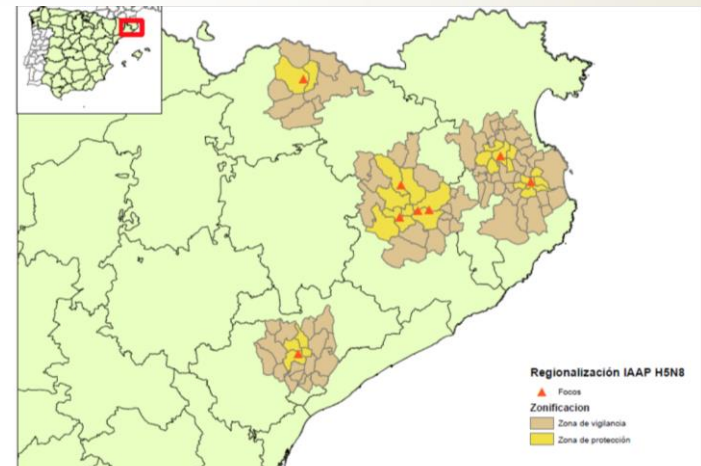 Regionalización IAAP H5N8
Focos
Zonificacion
Zona de vigilancia
Zona de protección